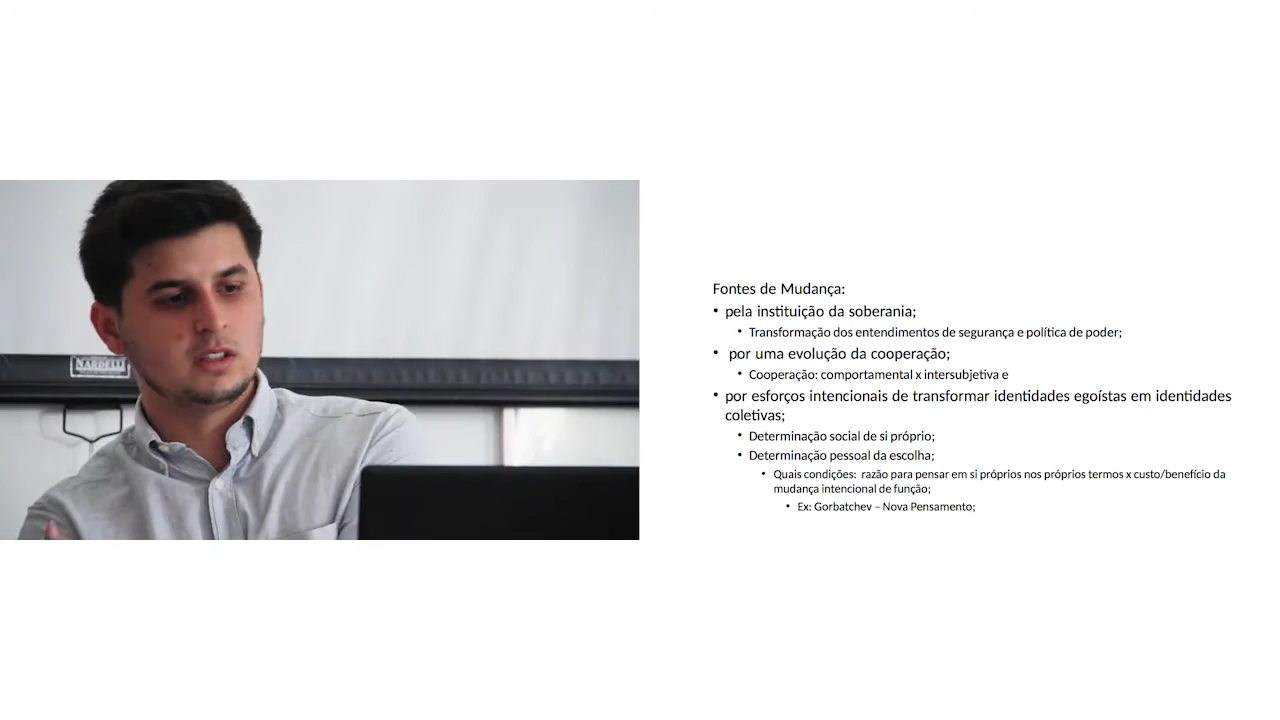 NARDELLI
Fontes de Mudança:
• pela instituição da soberania;
• Transformação dos entendimentos de segurança e política de poder;
• por uma evolução da cooperação;
• Cooperação: comportamental x intersubjetiva e
• por esforços intencionais de transformar identidades egoístas em identidades
coletivas;
• Determinação social de si próprio;
• Determinação pessoal da escolha;
• Quais condições: razão para pensar em si próprios nos próprios termos x custo/benefício da
mudança intencional de função;
• Ex: Gorbatchev – Nova Pensamento;